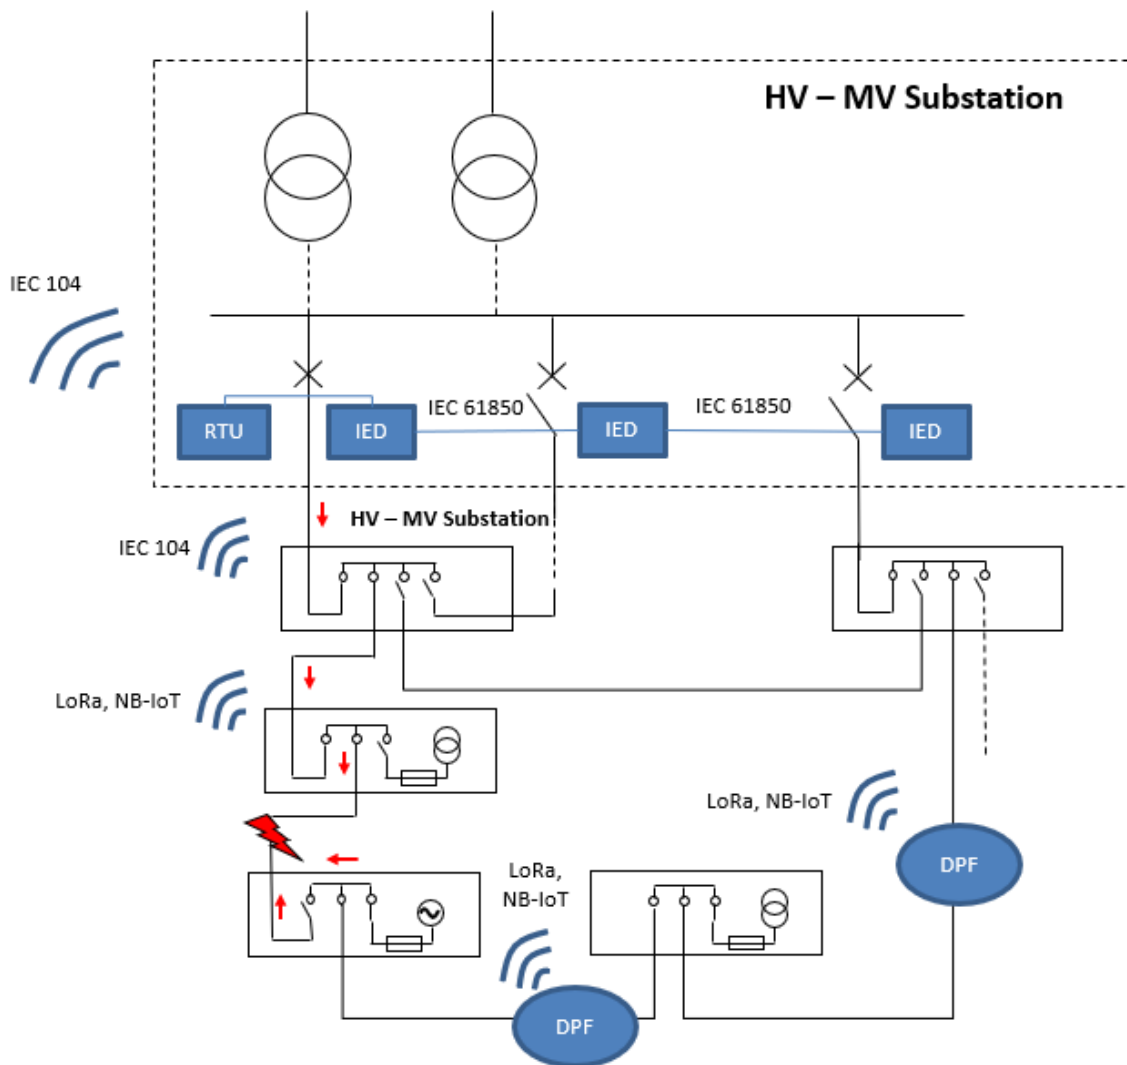 HV – MV Substation
IEC 104
IEC 61850
IEC 61850
RTU
IED
IED
IED
HV – MV Substation
IEC 104
LoRa, NB-IoT
LoRa, NB-IoT
DPF
LoRa,
NB-IoT
DPF